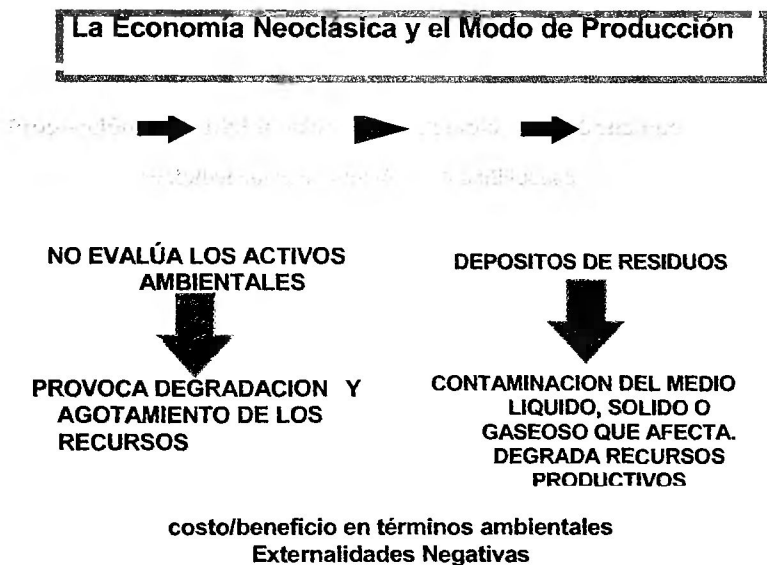 La Economía Neoclásica y el Modo de Producción
NO EVALÚA LOS ACTIVOS
AMBIENTALES
PROVOCA DEGRADACION Y
AGOTAMIENTO DE LOS
RECURSOS
DEPOSITOS DE RESIDUOS
CONTAMINACION DEL MEDIO
LIQUIDO, SOLIDO O
GASEOSO QUE AFECTA.
DEGRADA RECURSOS
PRODUCTIVOS
costo/beneficio en términos ambientales
Externalidades Negativas